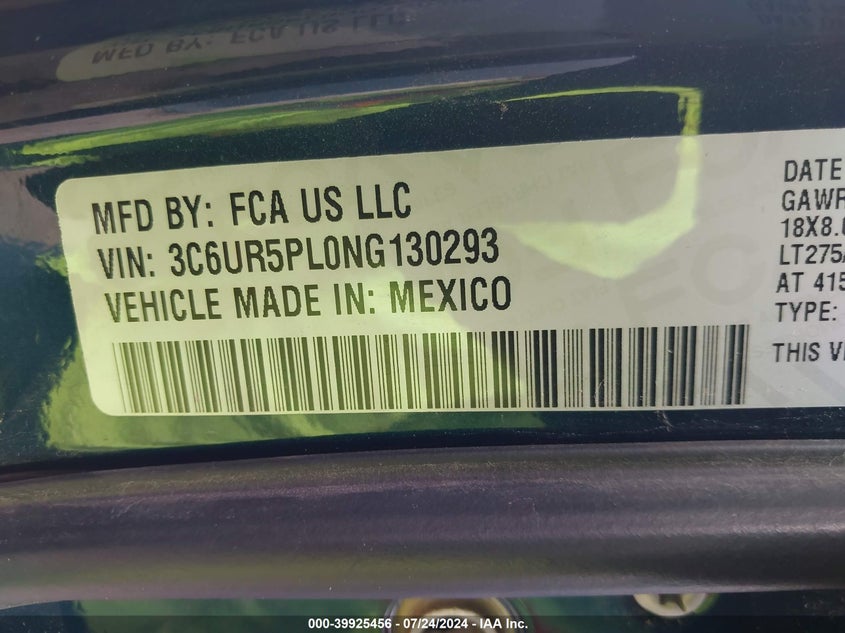 MFD BY: FCA US LLC
VIN: 3C6UR5PL0NG130293
VEHICLE MADE IN: MEXICO
DATE
GAWR
18X8.
LT275/
AT 415
TYPE:
THIS
000-39925456 - 07/24/2024 - IAA Inc.